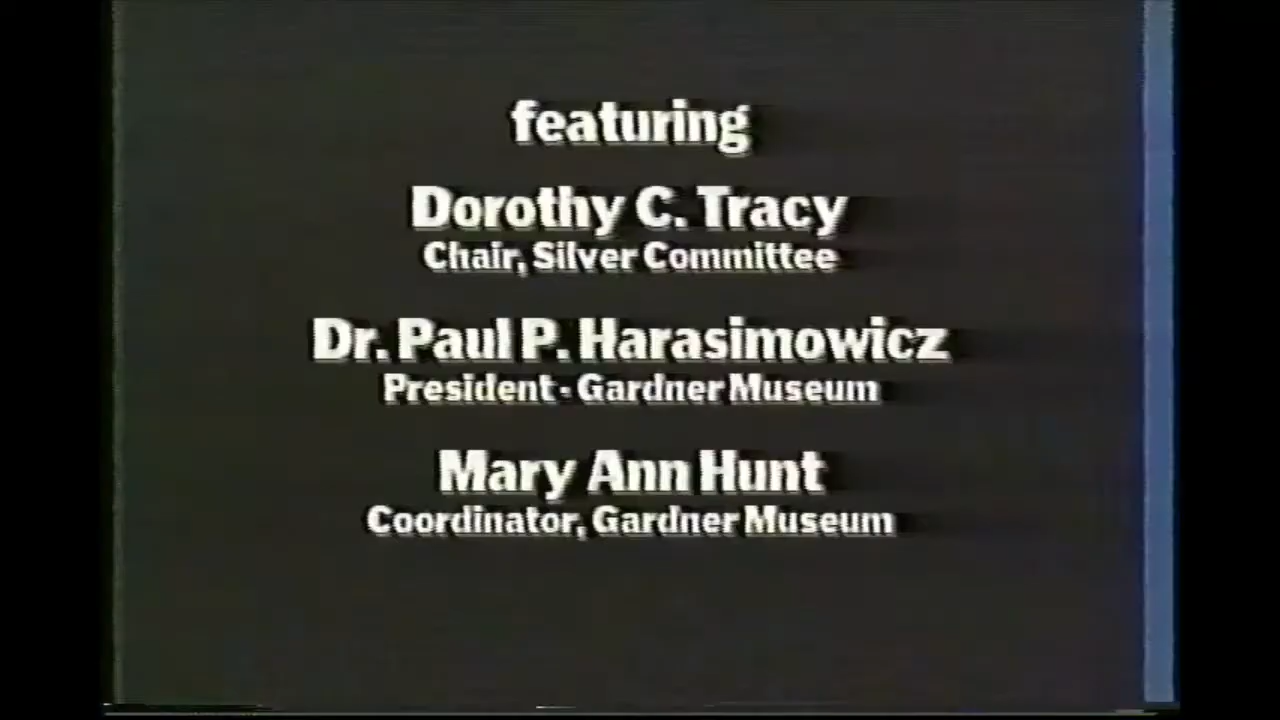 featuring
Dorothy C. Tracy
Chair, Silver Committee
Dr. Paul P. Harasimowicz
President - Gardner Museum
Mary Ann Hunt
Coordinator, Gardner Museum